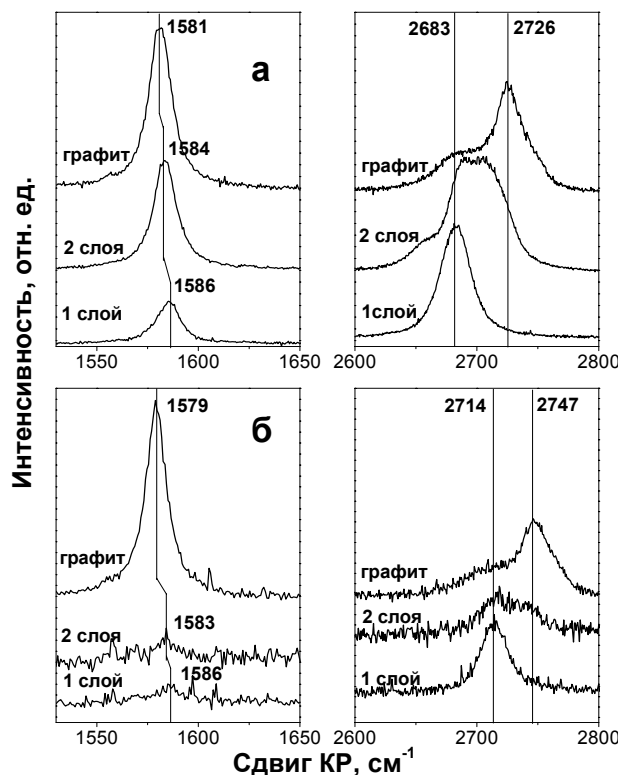 Интенсивность, отн. ед.
а
1581
1584
1586
графит
2 слоя
1 слой
1550 1600 1650
2683 2726
графит
2 слоя
1слой
2600 2700 2800
б
1579
1583
1586
графит
2 слоя
1 слой
1550 1600 1650
2714 2747
графит
2 слоя
1 слой
2600 2700 2800
Сдвиг КР, см-1